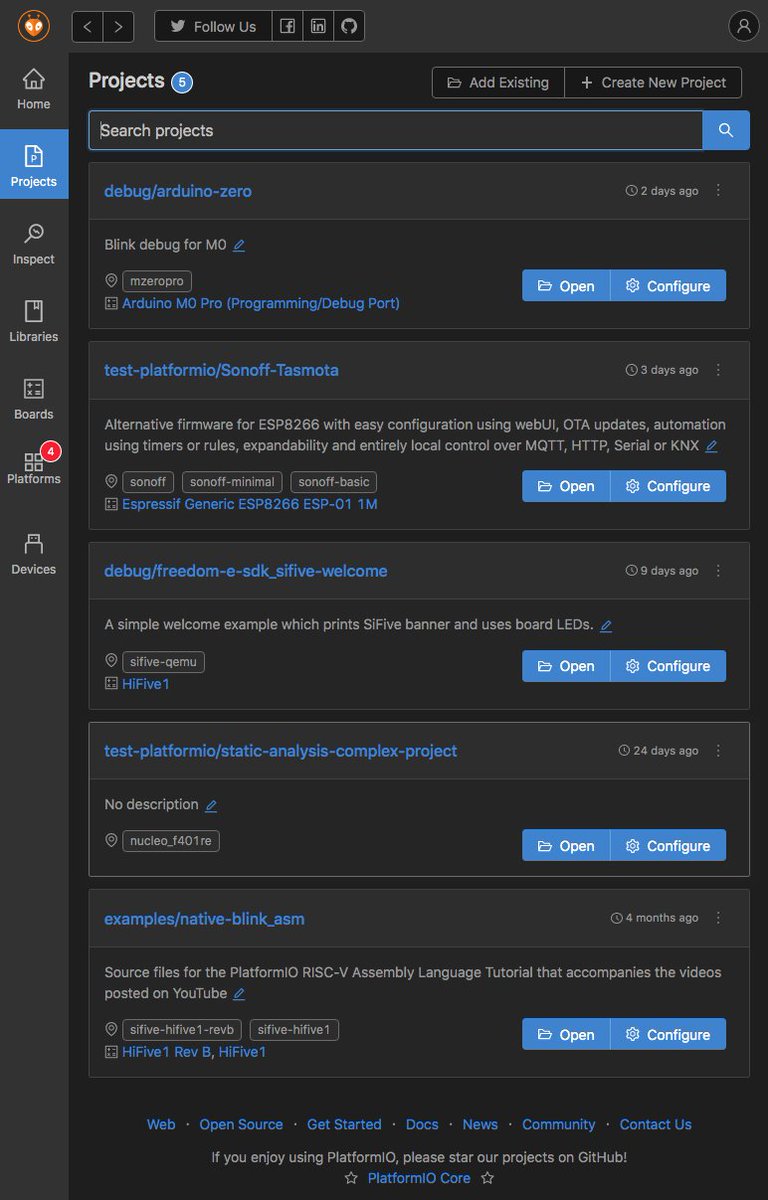 Follow Us
Home
Projects
Inspect
Libraries
Boards
4
Platforms
Devices
Projects 5
Add Existing
Create New Project
Search projects
debug/arduino-zero
2 days ago
Blink debug for M0
mzeropro
Arduino M0 Pro (Programming/Debug Port)
Open
Configure
test-platformio/Sonoff-Tasmota
3 days ago
Alternative firmware for ESP8266 with easy configuration using webUI, OTA updates, automation
using timers or rules, expandability and entirely local control over MQTT, HTTP, Serial or KNX
sonoff sonoff-minimal sonoff-basic
Espressif Generic ESP8266 ESP-01 1M
Open
Configure
debug/freedom-e-sdk_sifive-welcome
9 days ago
A simple welcome example which prints SiFive banner and uses board LEDs.
sifive-qemu
HiFive1
Open
Configure
test-platformio/static-analysis-complex-project
24 days ago
No description
nucleo_f401re
Open
Configure
examples/native-blink_asm
4 months ago
Source files for the PlatformIO RISC-V Assembly Language Tutorial that accompanies the videos
posted on YouTube
sifive-hifive1-revb sifive-hifive1
HiFive1 Rev B, HiFive1
Open
Configure
Web · Open Source · Get Started · Docs · News · Community · Contact Us
If you enjoy using PlatformIO, please star our projects on GitHub!
PlatformIO Core